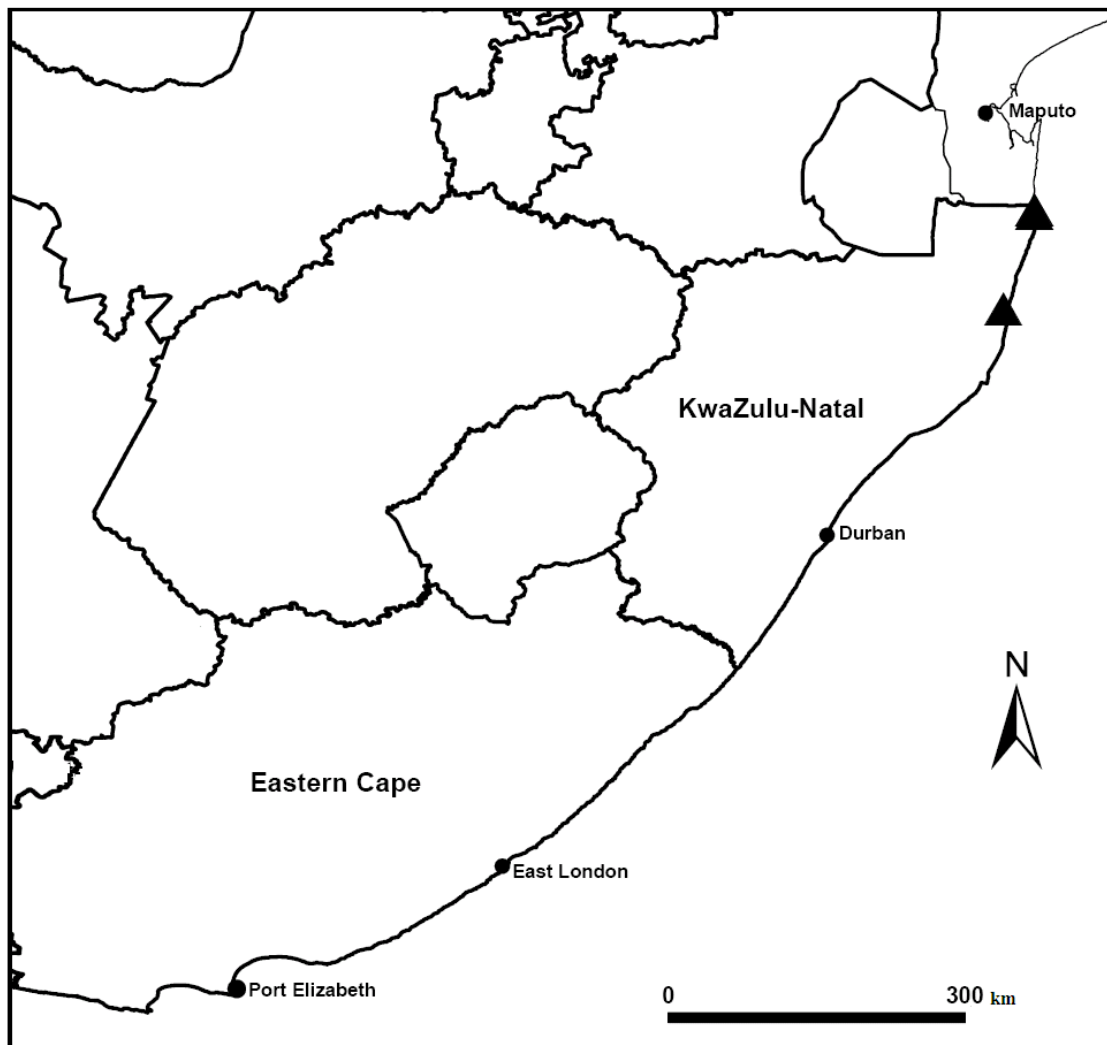 Maputo
KwaZulu-Natal
Durban
N
Eastern Cape
East London
Port Elizabeth
0 300 km